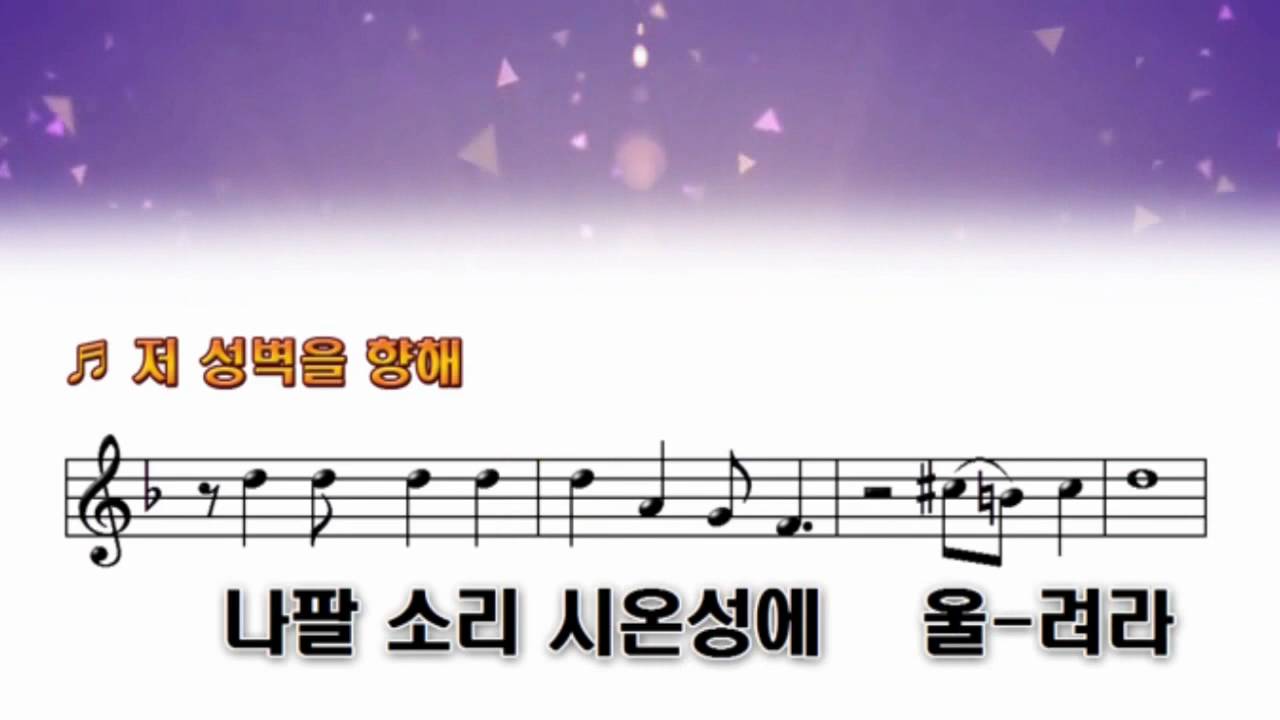 ♬ 저 성벽을 향해
나팔 소리 시온성에 울-려라